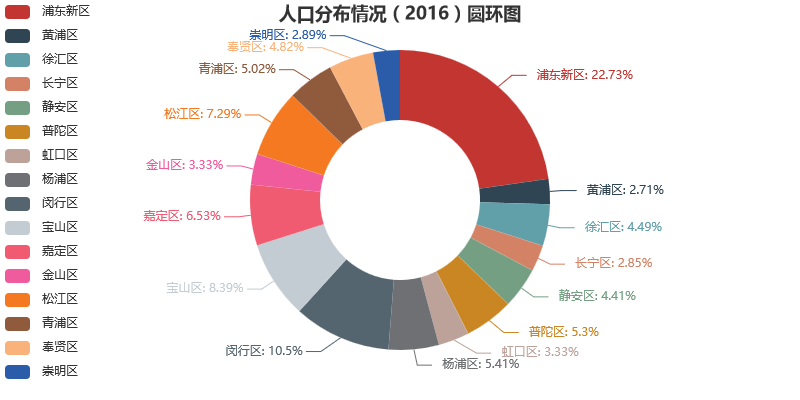 人口分布情况（2016）圆环图
浦东新区
黄浦区
徐汇区
长宁区
静安区
普陀区
虹口区
杨浦区
闵行区
宝山区
嘉定区
金山区
松江区
青浦区
奉贤区
崇明区
浦东新区: 22.73%
黄浦区: 2.71%
徐汇区: 4.49%
长宁区: 2.85%
静安区: 4.41%
普陀区: 5.3%
虹口区: 3.33%
杨浦区: 5.41%
闵行区: 10.5%
宝山区: 8.39%
嘉定区: 6.53%
金山区: 3.33%
松江区: 7.29%
青浦区: 5.02%
奉贤区: 4.82%
崇明区: 2.89%